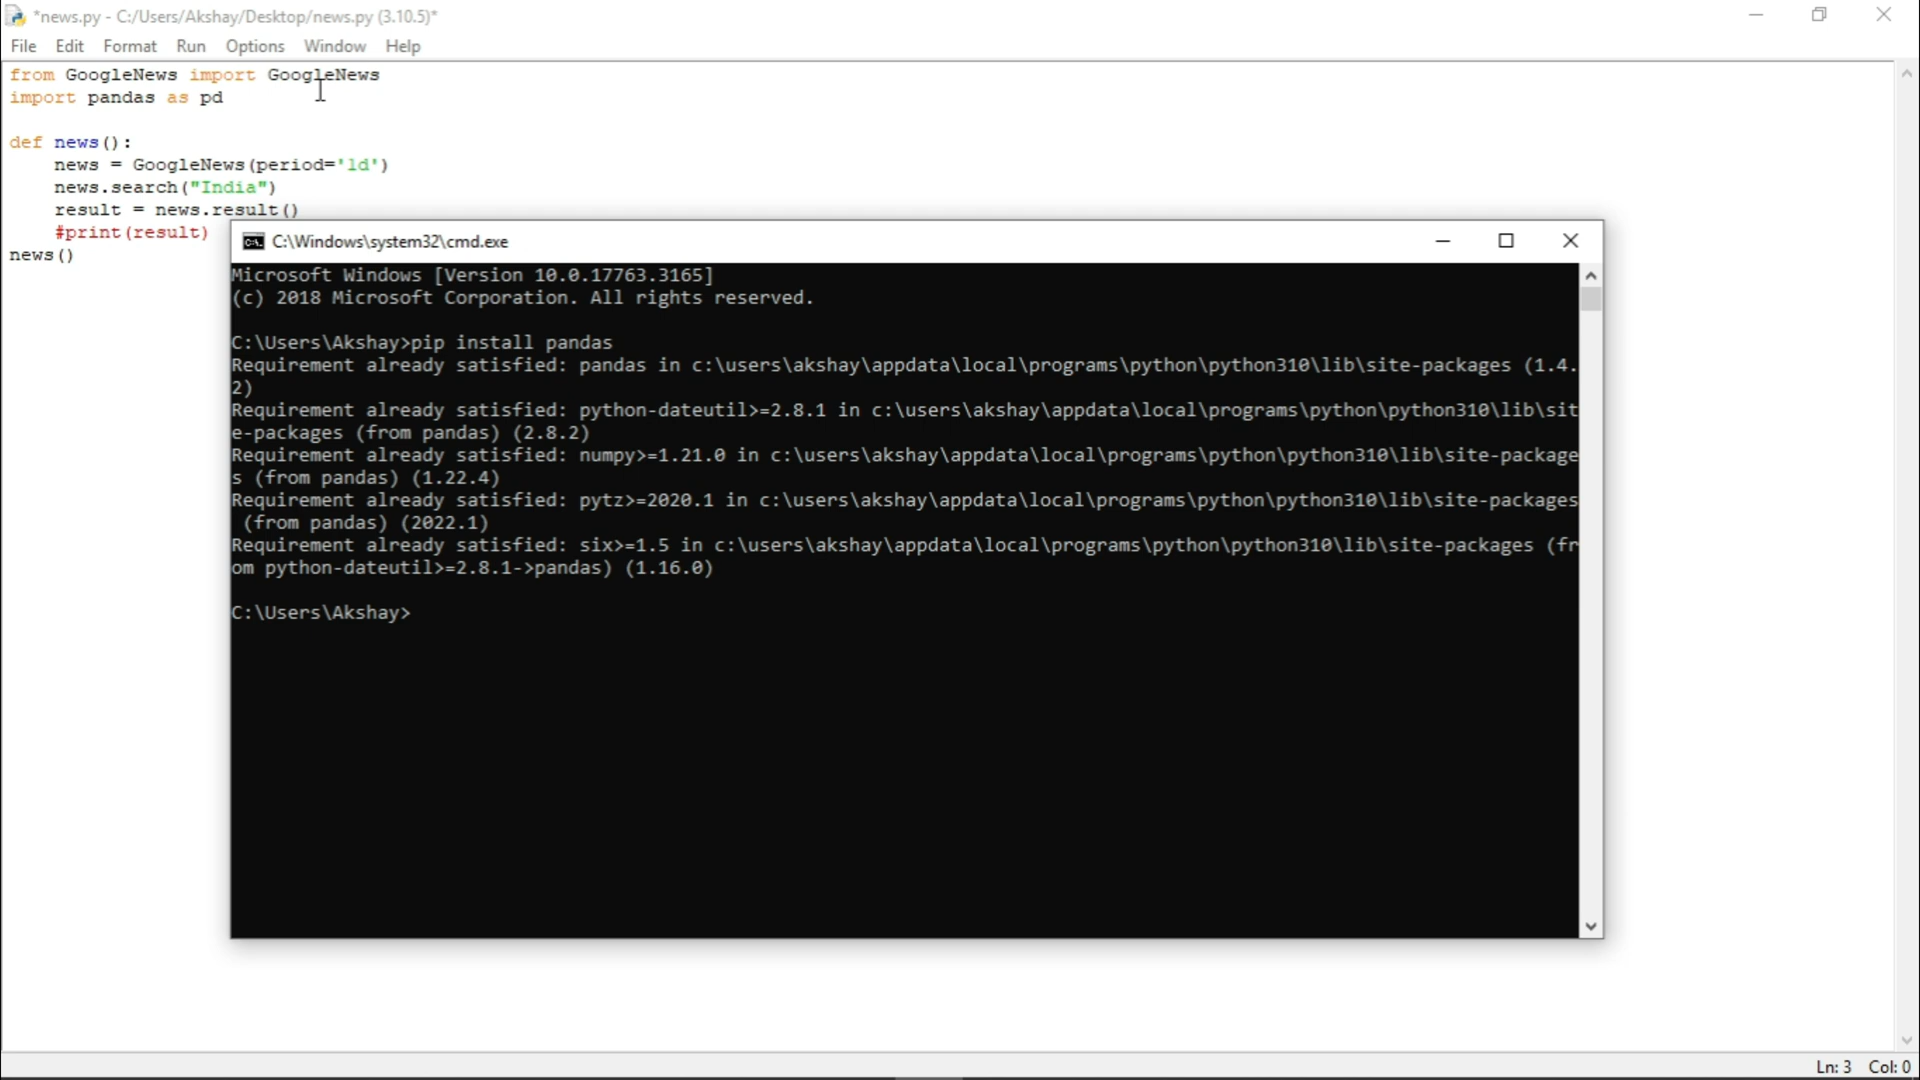 *news.py - C:/Users/Akshay/Desktop/news.py (3.10.5)*
File Edit Format Run Options Window Help
from GoogleNews import GoogleNews
import pandas as pd
def news():
    news = GoogleNews(period='1d')
    news.search("India")
    result = news.result()
    #print(result)
news()
C:\Windows\system32\cmd.exe
Microsoft Windows [Version 10.0.17763.3165]
(c) 2018 Microsoft Corporation. All rights reserved.
C:\Users\Akshay>pip install pandas
Requirement already satisfied: pandas in c:\users\akshay\appdata\local\programs\python\python310\lib\site-packages (1.4.
2)
Requirement already satisfied: python-dateutil>=2.8.1 in c:\users\akshay\appdata\local\programs\python\python310\lib\sit
e-packages (from pandas) (2.8.2)
Requirement already satisfied: numpy>=1.21.0 in c:\users\akshay\appdata\local\programs\python\python310\lib\site-package
s (from pandas) (1.22.4)
Requirement already satisfied: pytz>=2020.1 in c:\users\akshay\appdata\local\programs\python\python310\lib\site-packages
 (from pandas) (2022.1)
Requirement already satisfied: six>=1.5 in c:\users\akshay\appdata\local\programs\python\python310\lib\site-packages (fr
om python-dateutil>=2.8.1->pandas) (1.16.0)
C:\Users\Akshay>
Ln: 3 Col: 0